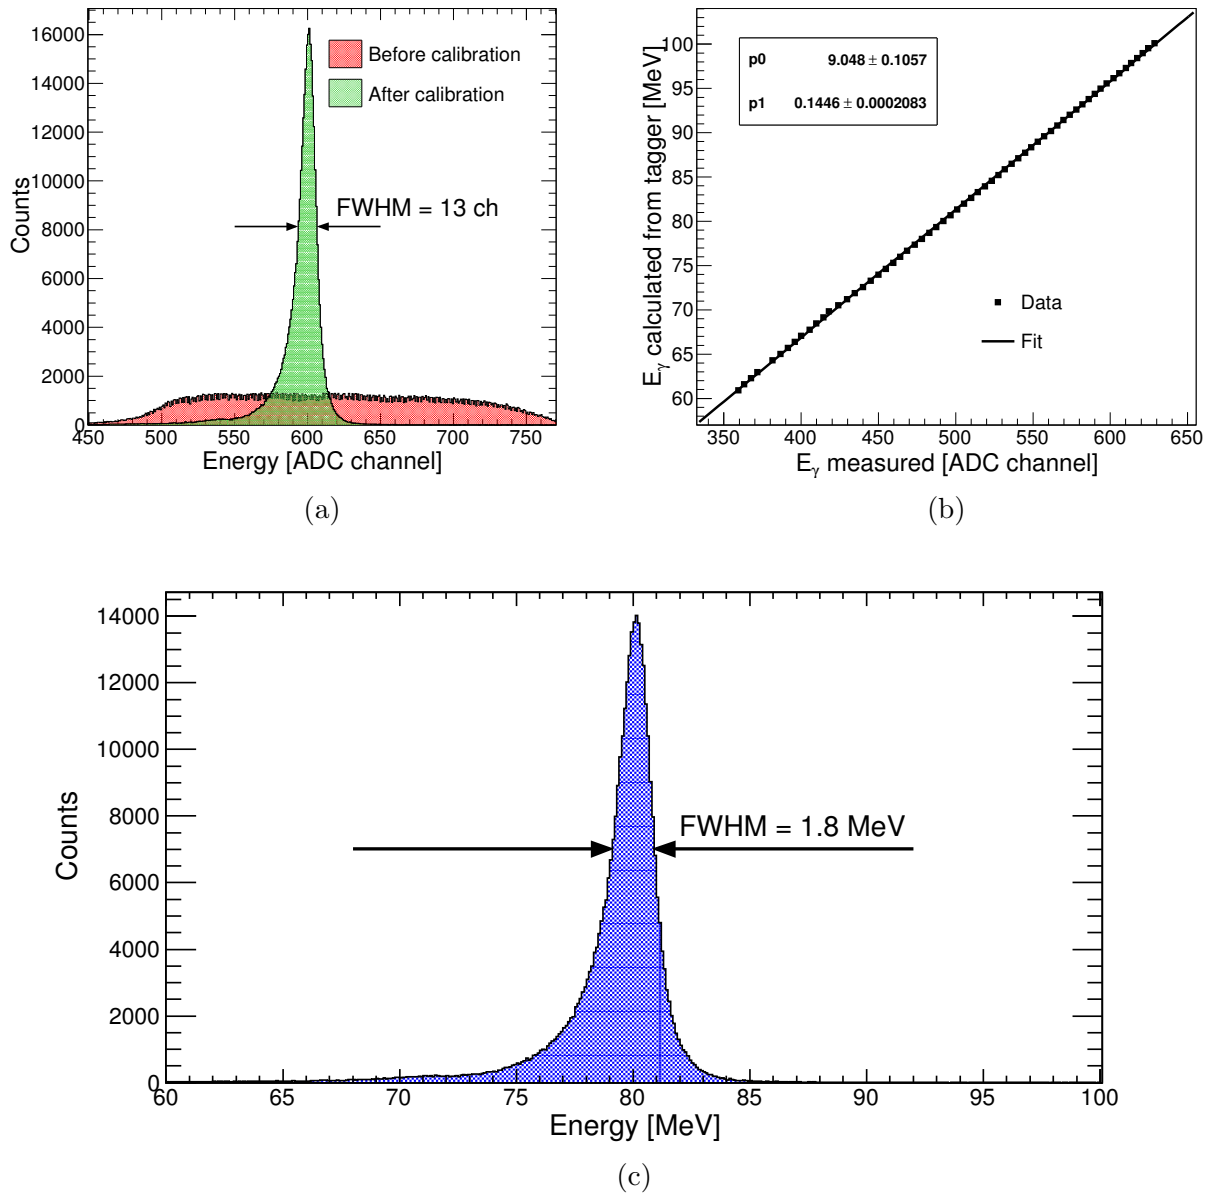 16000
14000
12000
10000
8000
6000
4000
2000
0
Counts
Before calibration
After calibration
FWHM = 13 ch
450 500 550 600 650 700 750
Energy [ADC channel]
(a)
100
95
90
85
80
75
70
65
60
E_γ calculated from tagger [MeV]
p0 9.048 ± 0.1057
p1 0.1446 ± 0.0002083
Data
Fit
350 400 450 500 550 600 650
E_γ measured [ADC channel]
(b)
14000
12000
10000
8000
6000
4000
2000
0
Counts
FWHM = 1.8 MeV
60 65 70 75 80 85 90 95 100
Energy [MeV]
(c)